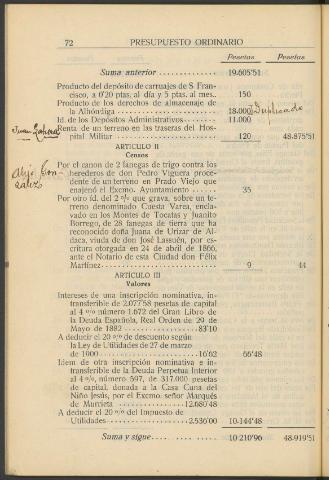 72 PRESUPUESTO ORDINARIO
Pesetas Pesetas
Suma anterior .............. 19.605'51
Producto del depósito de carruajes de S. Fran-
cisco, a 0'20 ptas. al día y 5 ptas. al mes. 150
Producto de los derechos de almacenaje de
la Alhóndiga ................ 18.000 Duplicado
Id. de los Depósitos Administrativos....... 11.000
Renta de un terreno en las traseras del Hos-
pital Militar .................. 120 48.875'51
ARTICULO II
Censos
Por el canon de 2 fanegas de trigo contra los
herederos de don Pedro Viguera proce-
dente de un terreno en Prado Viejo que
enajenó el Excmo. Ayuntamiento ...... 35
Por otro íd. del 2 % que grava, sobre un te-
rreno denominado Cuesta Varea, encla-
vado en los Montes de Tocatas y Juanito
Borrego, de 28 fanegas de tierra que ha
reconocido doña Juana de Urizar de Al-
daca, viuda de don José Lassuén, por es-
critura otorgada en 24 de abril de 1866,
ante el Notario de esta Ciudad don Félix
Martínez.................... 9 44
ARTICULO III
Valores
Intereses de una inscripción nominativa, in-
transferible de 2.077'58 pesetas de capital
al 4 % número 1.672 del Gran Libro de
la Deuda Española, Real Orden de 29 de
Mayo de 1882 ............ 83'10
A deducir el 20 % de descuento según
la Ley de Utilidades de 27 de marzo
de 1900 ................ 16'62 66'48
Idem de otra inscripción nominativa e in-
transferible de la Deuda Perpetua Interior
al 4 %, número 597, de 317.000 pesetas
de capital, donada a la Casa Cuna del
Niño Jesús, por el Excmo. señor Marqués
de Murrieta ............ 12.680'48
A deducir el 20 % del Impuesto de
Utilidades .............. 2.536'00 10.144'48
Suma y sigue.............. 10.210'96 48.919'51